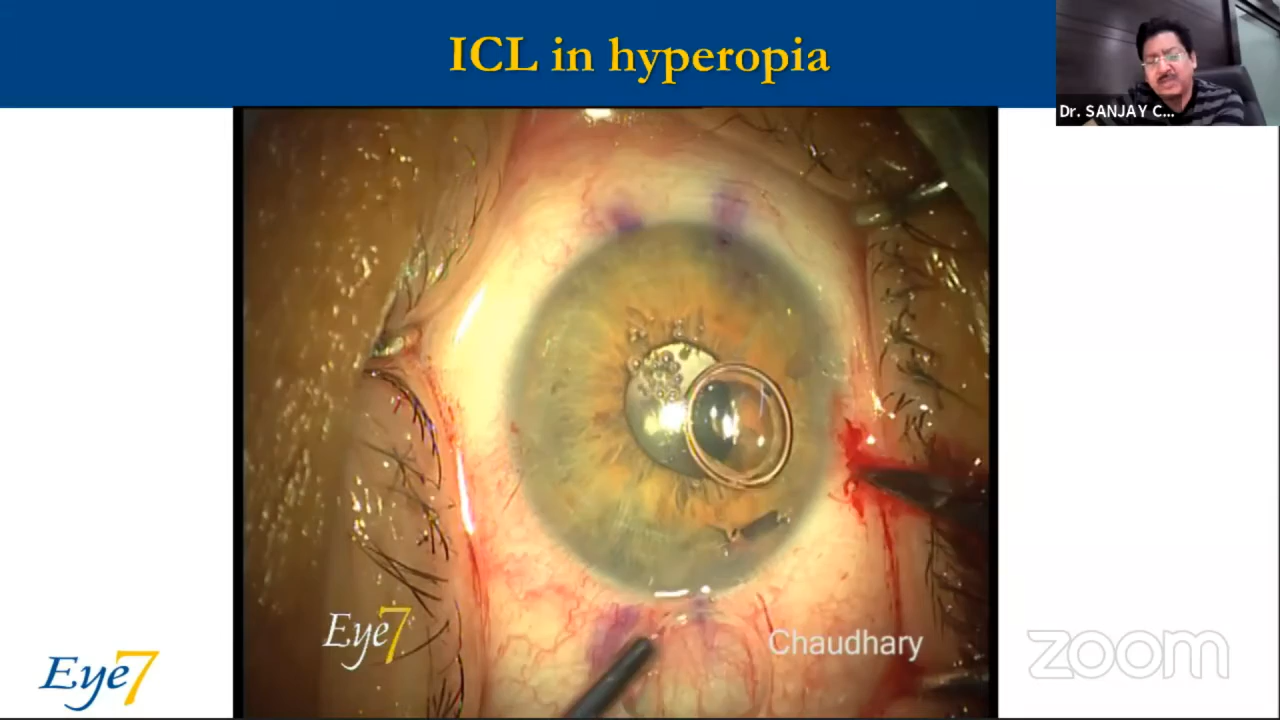 ICL in hyperopia
Dr. SANJAY C...
Eye7
Chaudhary
Eye7
zoom